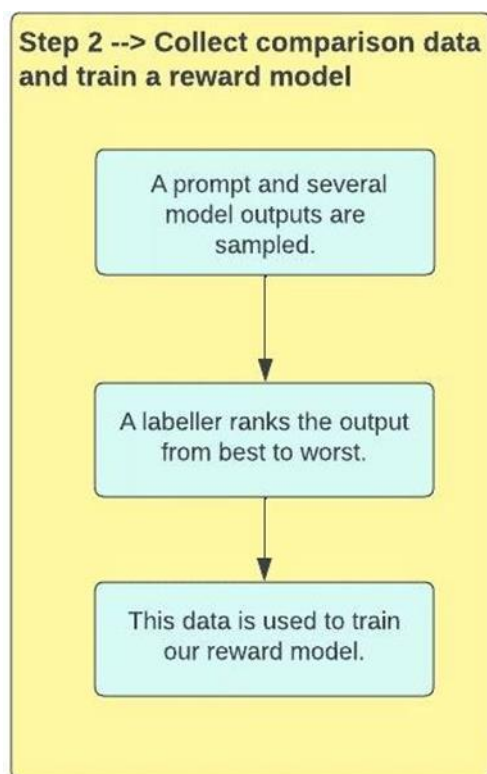 Step 2 --> Collect comparison data
and train a reward model
A prompt and several
model outputs are
sampled.
A labeller ranks the output
from best to worst.
This data is used to train
our reward model.